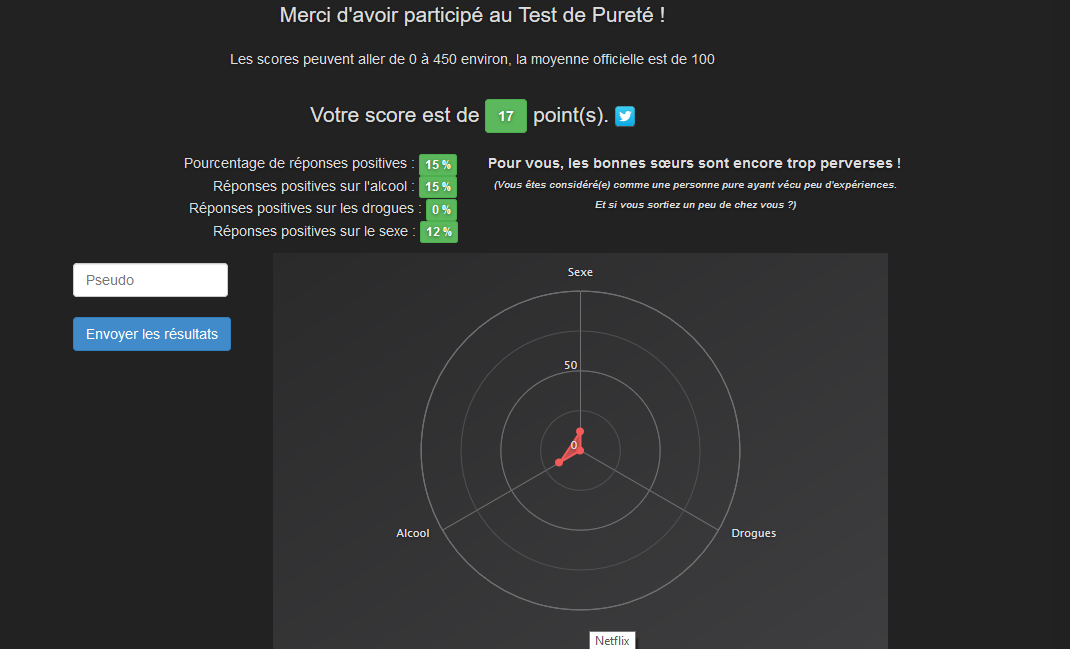 Merci d'avoir participé au Test de Pureté !
Les scores peuvent aller de 0 à 450 environ, la moyenne officielle est de 100
Votre score est de 17 point(s).
Pourcentage de réponses positives : 15 %
Réponses positives sur l'alcool : 15 %
Réponses positives sur les drogues : 0 %
Réponses positives sur le sexe : 12 %
Pour vous, les bonnes sœurs sont encore trop perverses !
(Vous êtes considéré(e) comme une personne pure ayant vécu peu d'expériences.
Et si vous sortiez un peu de chez vous ?)
Pseudo
Envoyer les résultats
Sexe
50
0
Alcool
Drogues
Netflix